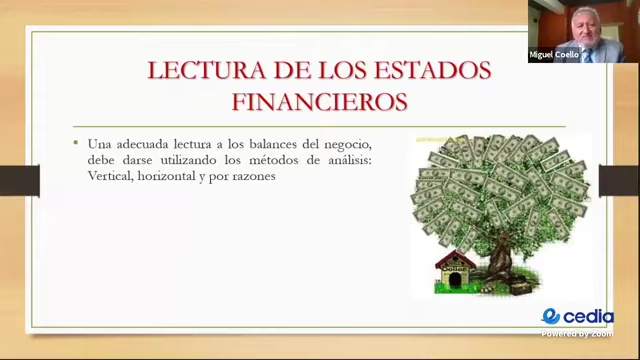 Miguel Coello
LECTURA DE LOS ESTADOS
FINANCIEROS
Una adecuada lectura a los balances del negocio,
debe darse utilizando los métodos de análisis:
Vertical, horizontal y por razones
cedia
Powered by Zoom